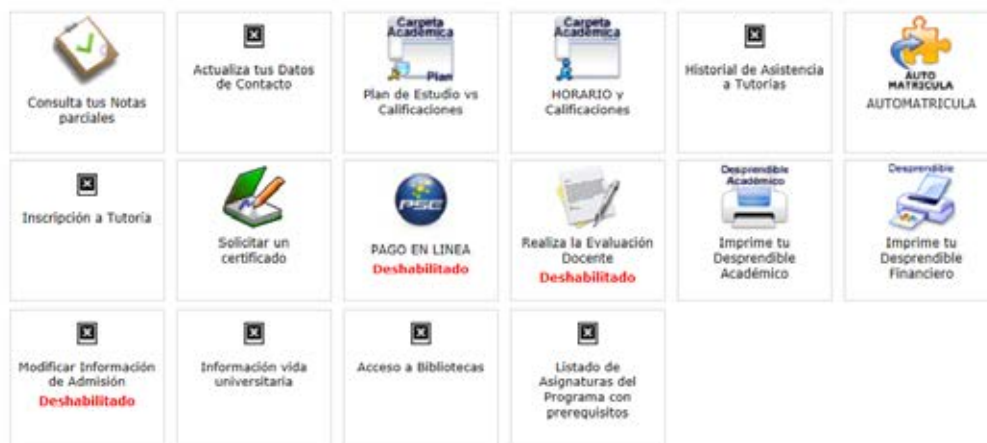 Consulta tus Notas
parciales
Actualiza tus Datos
de Contacto
Carpeta
Académica
Plan
Plan de Estudio vs
Calificaciones
Carpeta
Académica
HORARIO y
Calificaciones
Historial de Asistencia
a Tutorías
AUTO
MATRICULA
AUTOMATRICULA
Inscripción a Tutoría
Solicitar un
certificado
PSE
PAGO EN LINEA
Deshabilitado
Realiza la Evaluación
Docente
Deshabilitado
Desprendible
Académico
Imprime tu
Desprendible
Académico
Desprendible
Imprime tu
Desprendible
Financiero
Modificar Información
de Admisión
Deshabilitado
Información vida
universitaria
Acceso a Bibliotecas
Listado de
Asignaturas del
Programa con
prerequisitos